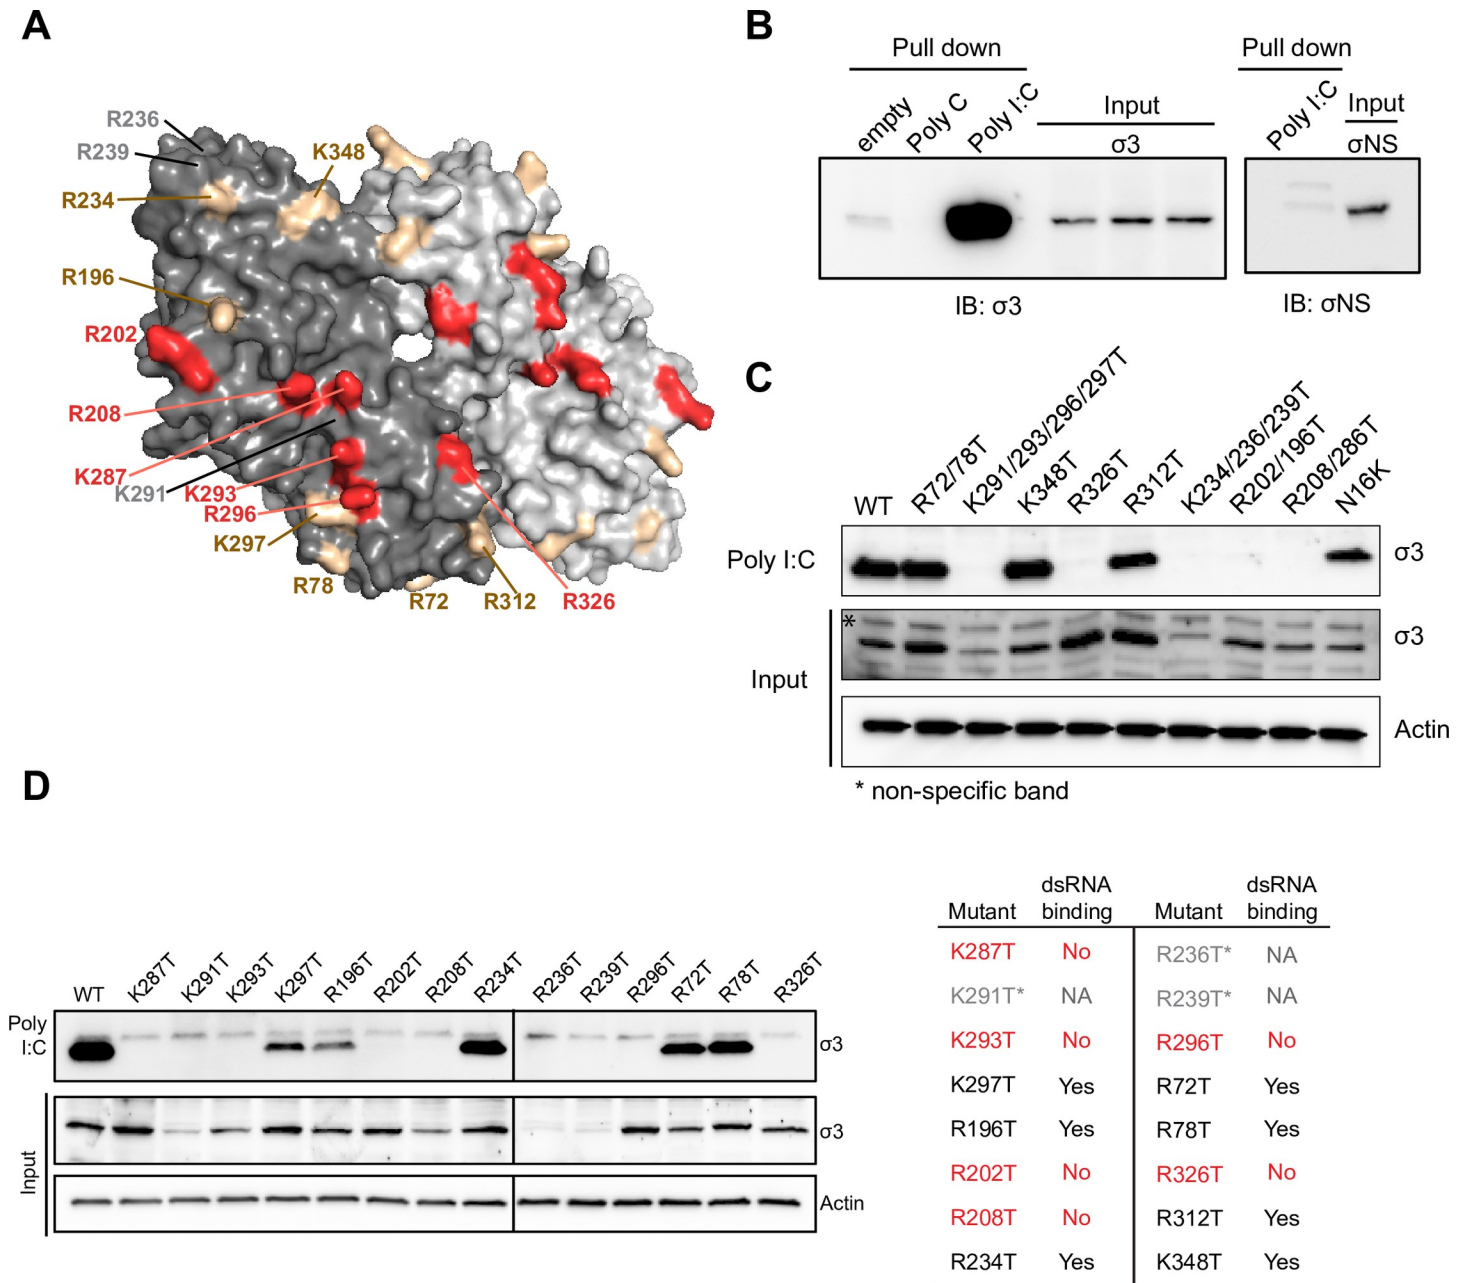 A
R236
R239
R234
K348
R196
R202
R208
K287
K291
K293
R296
K297
R78
R72
R312
R326
B
Pull down
empty
Poly C
Poly I:C
Input
σ3
IB: σ3
Pull down
Poly I:C
Input
σNS
IB: σNS
C
WT
R72/78T
K291/293/296/297T
K348T
R326T
R312T
K234/236/239T
R202/196T
R208/286T
N16K
Poly I:C
σ3
*
Input
σ3
Actin
* non-specific band
D
WT
K287T
K291T
K293T
K297T
R196T
R202T
R208T
R234T
R236T
R239T
R296T
R72T
R78T
R326T
Poly
I:C
σ3
Input
σ3
Actin
Mutant dsRNA binding Mutant dsRNA binding
K287T No R236T* NA
K291T* NA R239T* NA
K293T No R296T No
K297T Yes R72T Yes
R196T Yes R78T Yes
R202T No R326T No
R208T No R312T Yes
R234T Yes K348T Yes